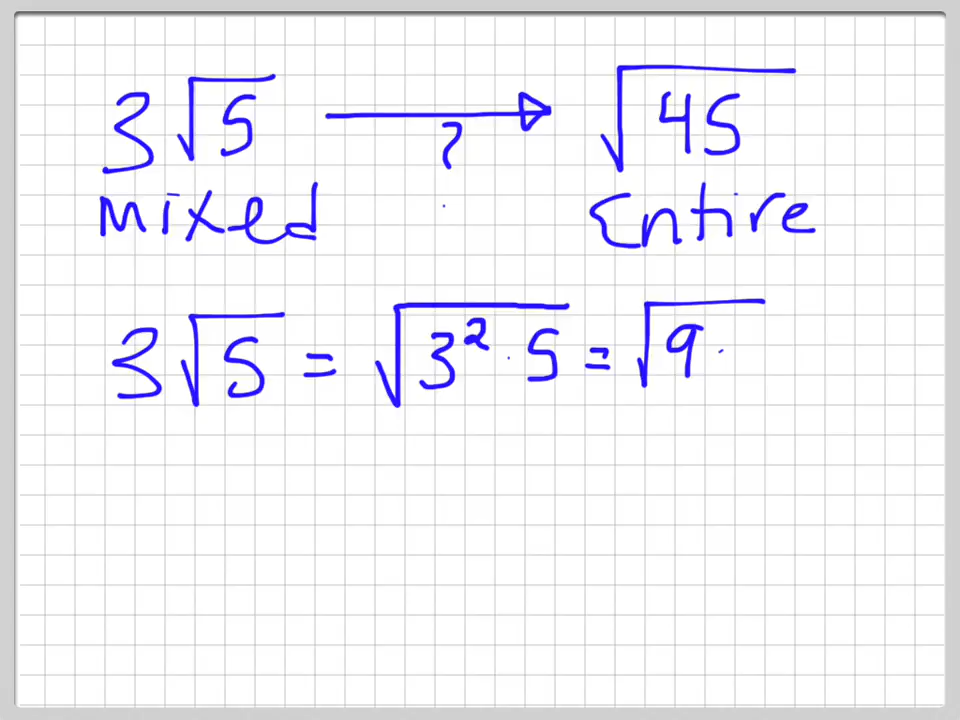 3√5 → √45
?
mixed Entire
3√5 = √3² · 5 = √9 ·